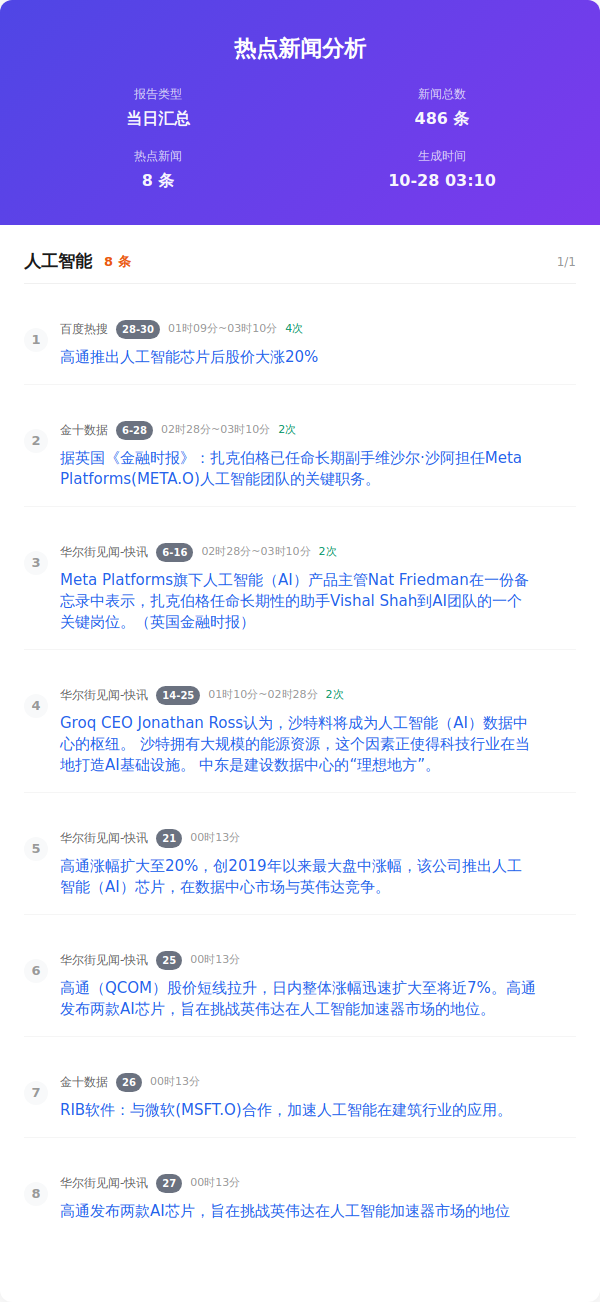 热点新闻分析
报告类型 新闻总数
当日汇总 486 条
热点新闻 生成时间
8 条 10-28 03:10
人工智能 8 条 1/1
1 百度热搜 28-30 01时09分~03时10分 4次
高通推出人工智能芯片后股价大涨20%
2 金十数据 6-28 02时28分~03时10分 2次
据英国《金融时报》：扎克伯格已任命长期副手维沙尔·沙阿担任Meta
Platforms(META.O)人工智能团队的关键职务。
3 华尔街见闻-快讯 6-16 02时28分~03时10分 2次
Meta Platforms旗下人工智能（AI）产品主管Nat Friedman在一份备
忘录中表示，扎克伯格任命长期性的助手Vishal Shah到AI团队的一个
关键岗位。（英国金融时报）
4 华尔街见闻-快讯 14-25 01时10分~02时28分 2次
Groq CEO Jonathan Ross认为，沙特料将成为人工智能（AI）数据中
心的枢纽。 沙特拥有大规模的能源资源，这个因素正使得科技行业在当
地打造AI基础设施。 中东是建设数据中心的“理想地方”。
5 华尔街见闻-快讯 21 00时13分
高通涨幅扩大至20%，创2019年以来最大盘中涨幅，该公司推出人工
智能（AI）芯片，在数据中心市场与英伟达竞争。
6 华尔街见闻-快讯 25 00时13分
高通（QCOM）股价短线拉升，日内整体涨幅迅速扩大至将近7%。高通
发布两款AI芯片，旨在挑战英伟达在人工智能加速器市场的地位。
7 金十数据 26 00时13分
RIB软件：与微软(MSFT.O)合作，加速人工智能在建筑行业的应用。
8 华尔街见闻-快讯 27 00时13分
高通发布两款AI芯片，旨在挑战英伟达在人工智能加速器市场的地位